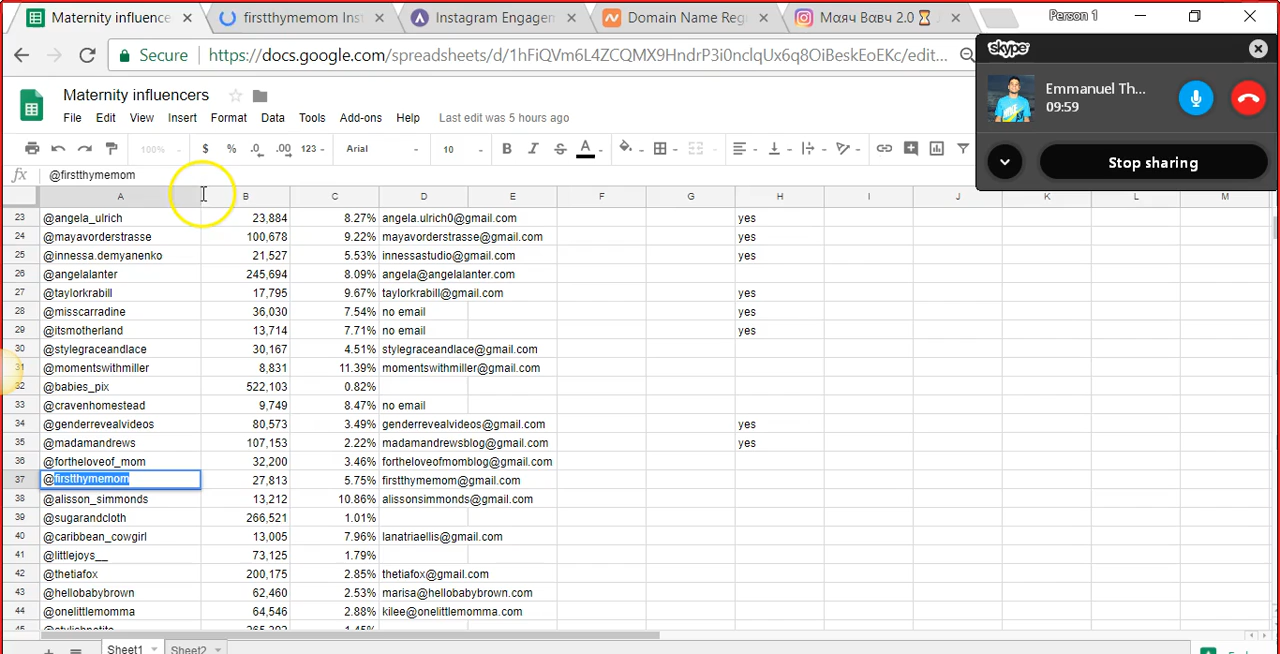 Maternity influence
firstthymemom Inst
Instagram Engagem
Domain Name Reg
Mαяч Bαвч 2.0
Person 1
Secure
https://docs.google.com/spreadsheets/d/1hFiQVm6L4ZCQMX9HndrP3i0nclqUx6q8OiBeskEoEKc/edit...
skype
Emmanuel Th...
09:59
Stop sharing
Maternity influencers
File Edit View Insert Format Data Tools Add-ons Help Last edit was 5 hours ago
100% $ % .0 .00 123 Arial 10 B I S A
fx @firstthymemom
A B C D E F G H I J K L M
23 @angela_ulrich 23,884 8.27% angela.ulrich0@gmail.com yes
24 @mayavorderstrasse 100,678 9.22% mayavorderstrasse@gmail.com yes
25 @innessa.demyanenko 21,527 5.53% innessastudio@gmail.com yes
26 @angelalanter 245,694 8.09% angela@angelalanter.com
27 @taylorkrabill 17,795 9.67% taylorkrabill@gmail.com yes
28 @misscarradine 36,030 7.54% no email yes
29 @itsmotherland 13,714 7.71% no email yes
30 @stylegraceandlace 30,167 4.51% stylegraceandlace@gmail.com
31 @momentswithmiller 8,831 11.39% momentswithmiller@gmail.com
32 @babies_pix 522,103 0.82%
33 @cravenhomestead 9,749 8.47% no email
34 @genderrevealvideos 80,573 3.49% genderrevealvideos@gmail.com yes
35 @madamandrews 107,153 2.22% madamandrewsblog@gmail.com yes
36 @fortheloveof_mom 32,200 3.46% fortheloveofmomblog@gmail.com
37 @firstthymemom 27,813 5.75% firstthymemom@gmail.com
38 @alisson_simmonds 13,212 10.86% alissonsimmonds@gmail.com
39 @sugarandcloth 266,521 1.01%
40 @caribbean_cowgirl 13,005 7.96% lanatriaellis@gmail.com
41 @littlejoys__ 73,125 1.79%
42 @thetiafox 200,175 2.85% thetiafox@gmail.com
43 @hellobabybrown 62,460 2.53% marisa@hellobabybrown.com
44 @onelittlemomma 64,546 2.88% kilee@onelittlemomma.com
Sheet1 Sheet2